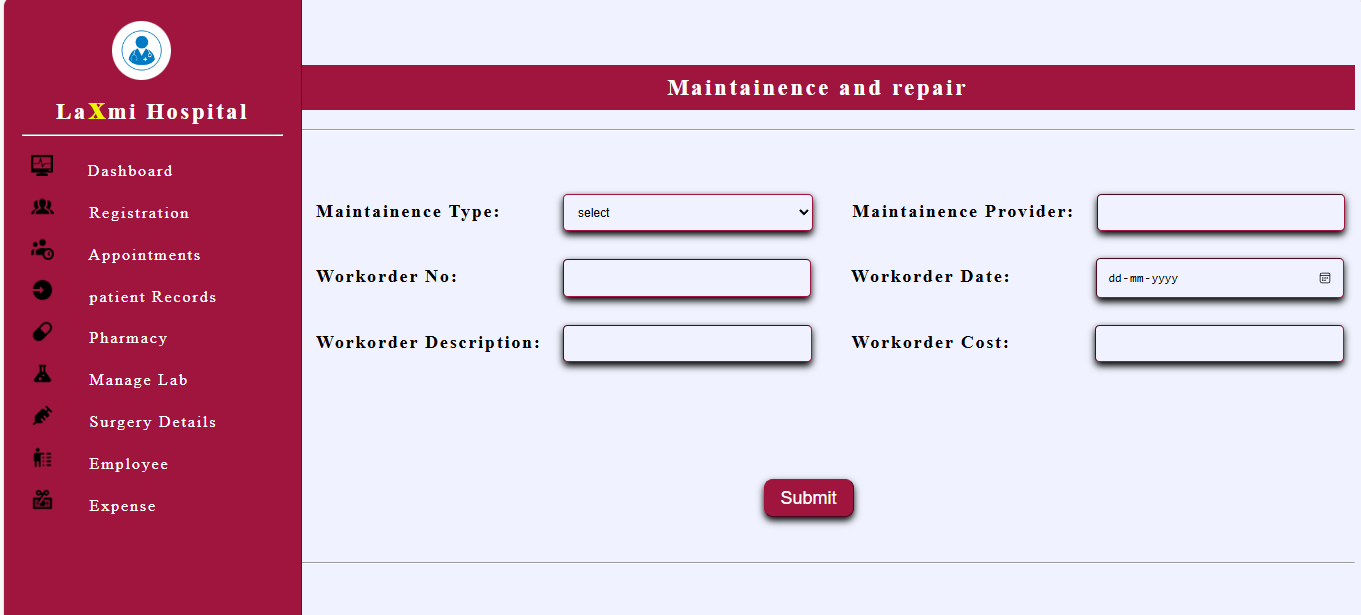 LaXmi Hospital
Dashboard
Registration
Appointments
patient Records
Pharmacy
Manage Lab
Surgery Details
Employee
Expense
Maintainence and repair
Maintainence Type: select Maintainence Provider:
Workorder No: Workorder Date: dd-mm-yyyy
Workorder Description: Workorder Cost:
Submit